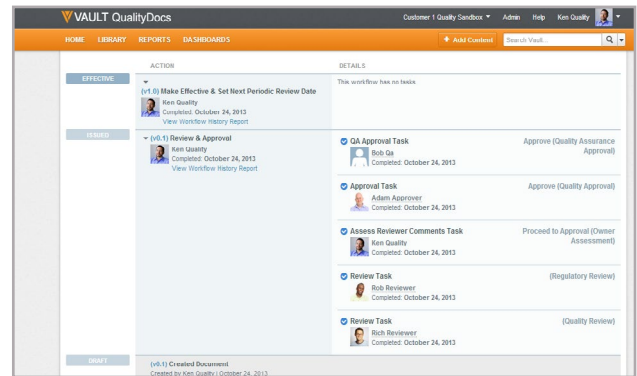 VAULT QualityDocs
Customer 1 Quality Sandbox Admin Help Ken Quality
HOME LIBRARY REPORTS DASHBOARDS
+ Add Content
Search Vault...
ACTION DETAILS
EFFECTIVE
(v1.0) Make Effective & Set Next Periodic Review Date
Ken Quality
Completed: October 24, 2013
View Workflow History Report
This workflow has no tasks
ISSUED
(v0.1) Review & Approval
Ken Quality
Completed: October 24, 2013
View Workflow History Report
QA Approval Task
Bob Qa
Completed: October 24, 2013
Approve (Quality Assurance
Approval)
Approval Task
Adam Approver
Completed: October 24, 2013
Approve (Quality Approval)
Assess Reviewer Comments Task
Ken Quality
Completed: October 24, 2013
Proceed to Approval (Owner
Assessment)
Review Task
Rob Reviewer
Completed: October 24, 2013
(Regulatory Review)
Review Task
Rich Reviewer
Completed: October 24, 2013
(Quality Review)
DRAFT
(v0.1) Created Document
Created by Ken Quality | October 24, 2013